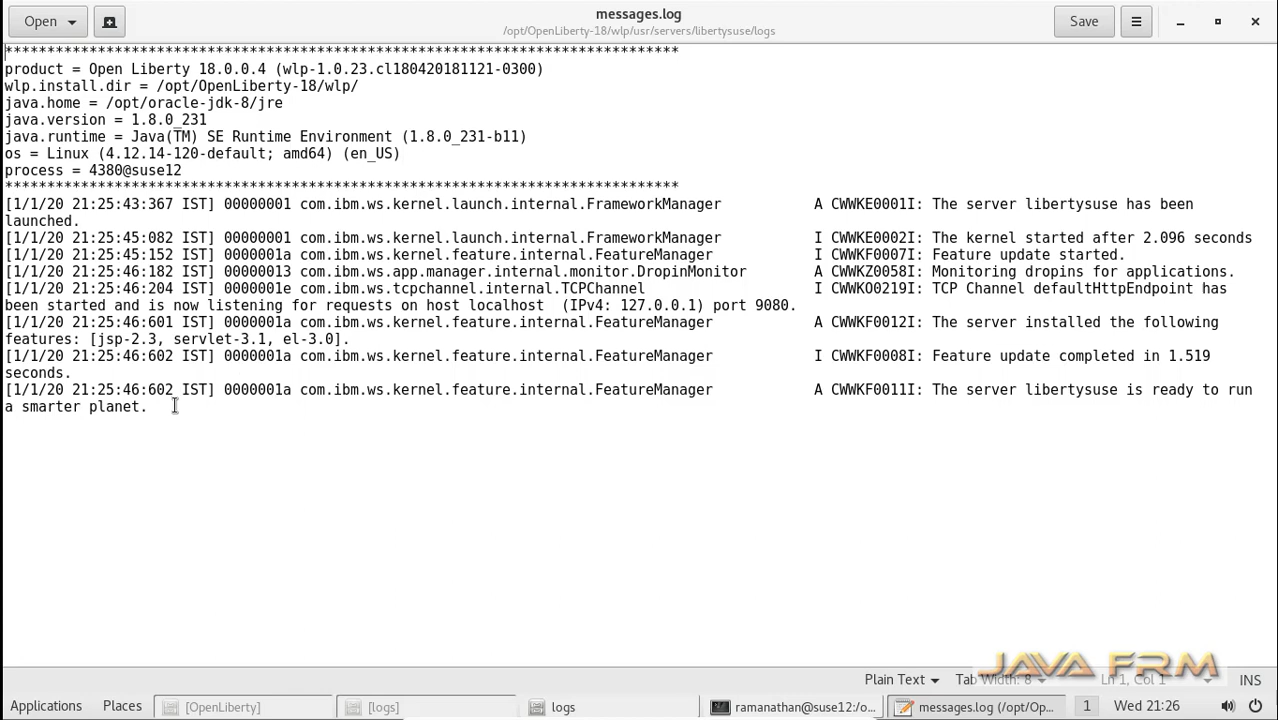 Open
messages.log
/opt/OpenLiberty-18/wlp/usr/servers/libertysuse/logs
Save
********************************************************************************
product = Open Liberty 18.0.0.4 (wlp-1.0.23.cl180420181121-0300)
wlp.install.dir = /opt/OpenLiberty-18/wlp/
java.home = /opt/oracle-jdk-8/jre
java.version = 1.8.0_231
java.runtime = Java(TM) SE Runtime Environment (1.8.0_231-b11)
os = Linux (4.12.14-120-default; amd64) (en_US)
process = 4380@suse12
********************************************************************************
[1/1/20 21:25:43:367 IST] 00000001 com.ibm.ws.kernel.launch.internal.FrameworkManager           A CWWKE0001I: The server libertysuse has been
launched.
[1/1/20 21:25:45:082 IST] 00000001 com.ibm.ws.kernel.launch.internal.FrameworkManager           I CWWKE0002I: The kernel started after 2.096 seconds
[1/1/20 21:25:45:152 IST] 0000001a com.ibm.ws.kernel.feature.internal.FeatureManager            I CWWKF0007I: Feature update started.
[1/1/20 21:25:46:182 IST] 00000013 com.ibm.ws.app.manager.internal.monitor.DropinMonitor        A CWWKZ0058I: Monitoring dropins for applications.
[1/1/20 21:25:46:204 IST] 0000001e com.ibm.ws.tcpchannel.internal.TCPChannel                    I CWWKO0219I: TCP Channel defaultHttpEndpoint has
been started and is now listening for requests on host localhost  (IPv4: 127.0.0.1) port 9080.
[1/1/20 21:25:46:601 IST] 0000001a com.ibm.ws.kernel.feature.internal.FeatureManager            A CWWKF0012I: The server installed the following
features: [jsp-2.3, servlet-3.1, el-3.0].
[1/1/20 21:25:46:602 IST] 0000001a com.ibm.ws.kernel.feature.internal.FeatureManager            I CWWKF0008I: Feature update completed in 1.519
seconds.
[1/1/20 21:25:46:602 IST] 0000001a com.ibm.ws.kernel.feature.internal.FeatureManager            A CWWKF0011I: The server libertysuse is ready to run
a smarter planet.
JAVA FRM
Plain Text Tab Width: 8 Ln 1, Col 1 INS
Applications Places [OpenLiberty] [logs] logs ramanathan@suse12:/o... messages.log (/opt/Op... 1 Wed 21:26